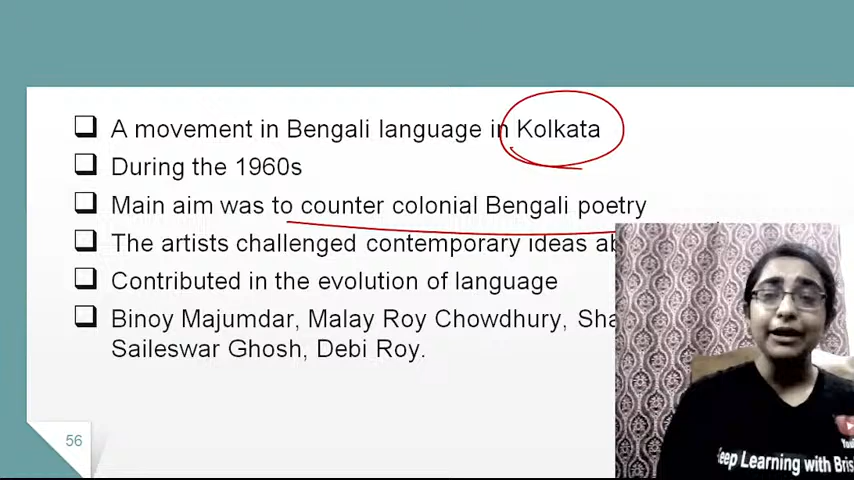 A movement in Bengali language in Kolkata
During the 1960s
Main aim was to counter colonial Bengali poetry
The artists challenged contemporary ideas
Contributed in the evolution of language
Binoy Majumdar, Malay Roy Chowdhury,
Saileswar Ghosh, Debi Roy.
56
Learning with